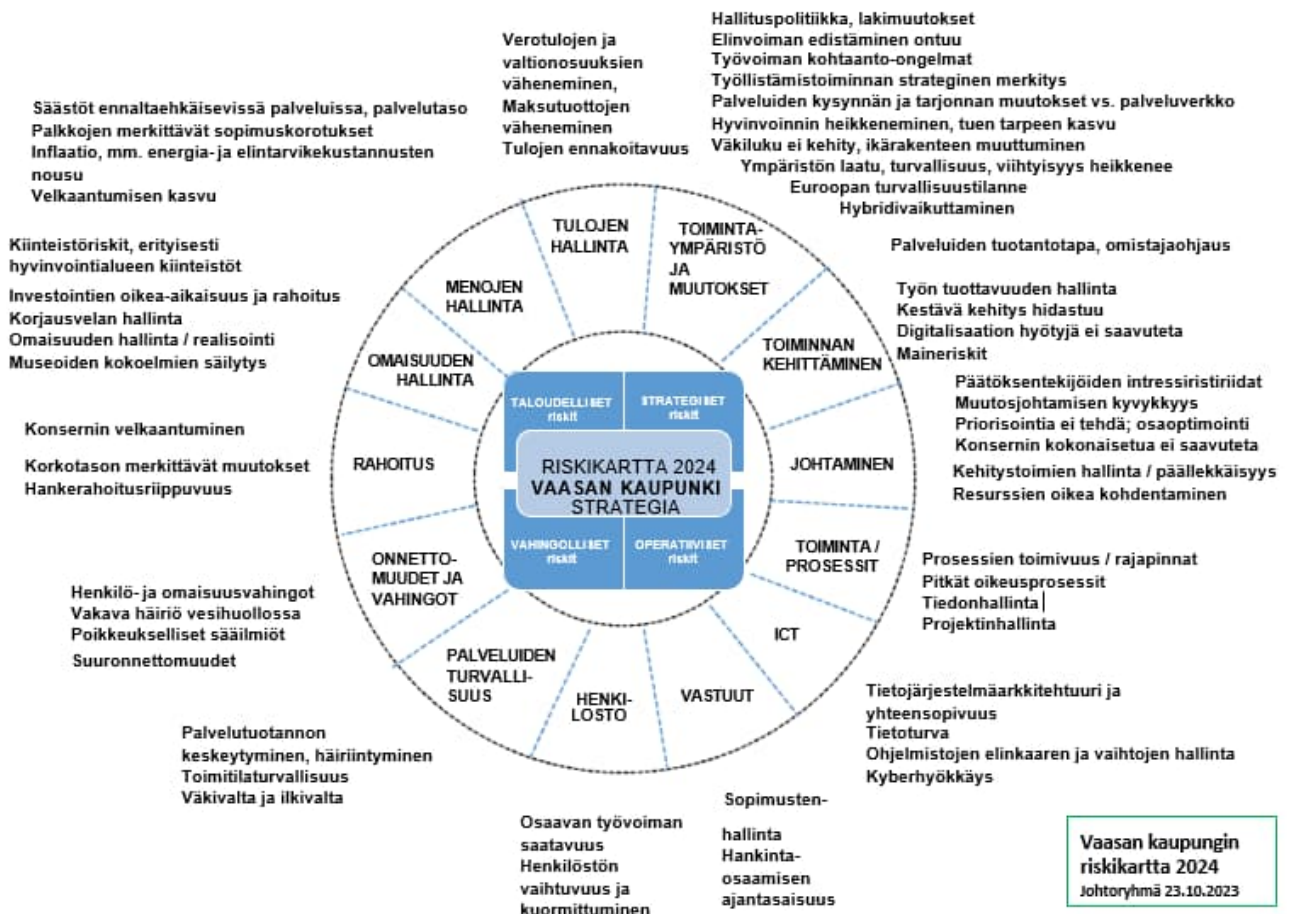 Verotulojen ja
valtionosuuksien
väheneminen,
Maksutuottojen
väheneminen
Tulojen ennakoitavuus
Hallituspolitiikka, lakimuutokset
Elinvoiman edistäminen ontuu
Työvoiman kohtaanto-ongelmat
Työllistämistoiminnan strateginen merkitys
Palveluiden kysynnän ja tarjonnan muutokset vs. palveluverkko
Hyvinvoinnin heikkeneminen, tuen tarpeen kasvu
Väkiluku ei kehity, ikärakenteen muuttuminen
Ympäristön laatu, turvallisuus, viihtyisyys heikkenee
Euroopan turvallisuustilanne
Hybridivaikuttaminen
Säästöt ennaltaehkäisevissä palveluissa, palvelutaso
Palkkojen merkittävät sopimuskorotukset
Inflaatio, mm. energia- ja elintarvikekustannusten
nousu
Velkaantumisen kasvu
Kiinteistöriskit, erityisesti
hyvinvointialueen kiinteistöt
Investointien oikea-aikaisuus ja rahoitus
Korjausvelan hallinta
Omaisuuden hallinta / realisointi
Museoiden kokoelmien säilytys
Konsernin velkaantuminen
Korkotason merkittävät muutokset
Hankerahoitusriippuvuus
Henkilö- ja omaisuusvahingot
Vakava häiriö vesihuollossa
Poikkeukselliset sääilmiöt
Suuronnettomuudet
Palvelutuotannon
keskeytyminen, häiriintyminen
Toimitilaturvallisuus
Väkivalta ja ilkivalta
TULOJEN
HALLINTA
TOIMINTA-
YMPÄRISTÖ
JA
MUUTOKSET
MENOJEN
HALLINTA
TOIMINNAN
KEHITTÄMINEN
OMAISUUDEN
HALLINTA
RAHOITUS
JOHTAMINEN
ONNETTO-
MUUDET JA
VAHINGOT
TOIMINTA /
PROSESSIT
PALVELUIDEN
TURVALLI-
SUUS
HENKI-
LOSTO
VASTUUT
ICT
TALOUDELLISET
riskit
STRATEGISET
riskit
RISKIKARTTA 2024
VAASAN KAUPUNKI
STRATEGIA
VAHINGOLLISET
riskit
OPERATIIVISET
riskit
Palveluiden tuotantotapa, omistajaohjaus
Työn tuottavuuden hallinta
Kestävä kehitys hidastuu
Digitalisaation hyötyjä ei saavuteta
Maineriskit
Päätöksentekijöiden intressiristiriidat
Muutosjohtamisen kyvykkyys
Priorisointia ei tehdä; osaoptimointi
Konsernin kokonaisetua ei saavuteta
Kehitystoimien hallinta / päällekkäisyys
Resurssien oikea kohdentaminen
Prosessien toimivuus / rajapinnat
Pitkät oikeusprosessit
Tiedonhallinta
Projektinhallinta
Tietojärjestelmäarkkitehtuuri ja
yhteensopivuus
Tietoturva
Ohjelmistojen elinkaaren ja vaihtojen hallinta
Kyberhyökkäys
Osaavan työvoiman
saatavuus
Henkilöstön
vaihtuvuus ja
kuormittuminen
Sopimusten-
hallinta
Hankinta-
osaamisen
ajantasaisuus
Vaasan kaupungin
riskikartta 2024
Johtoryhmä 23.10.2023